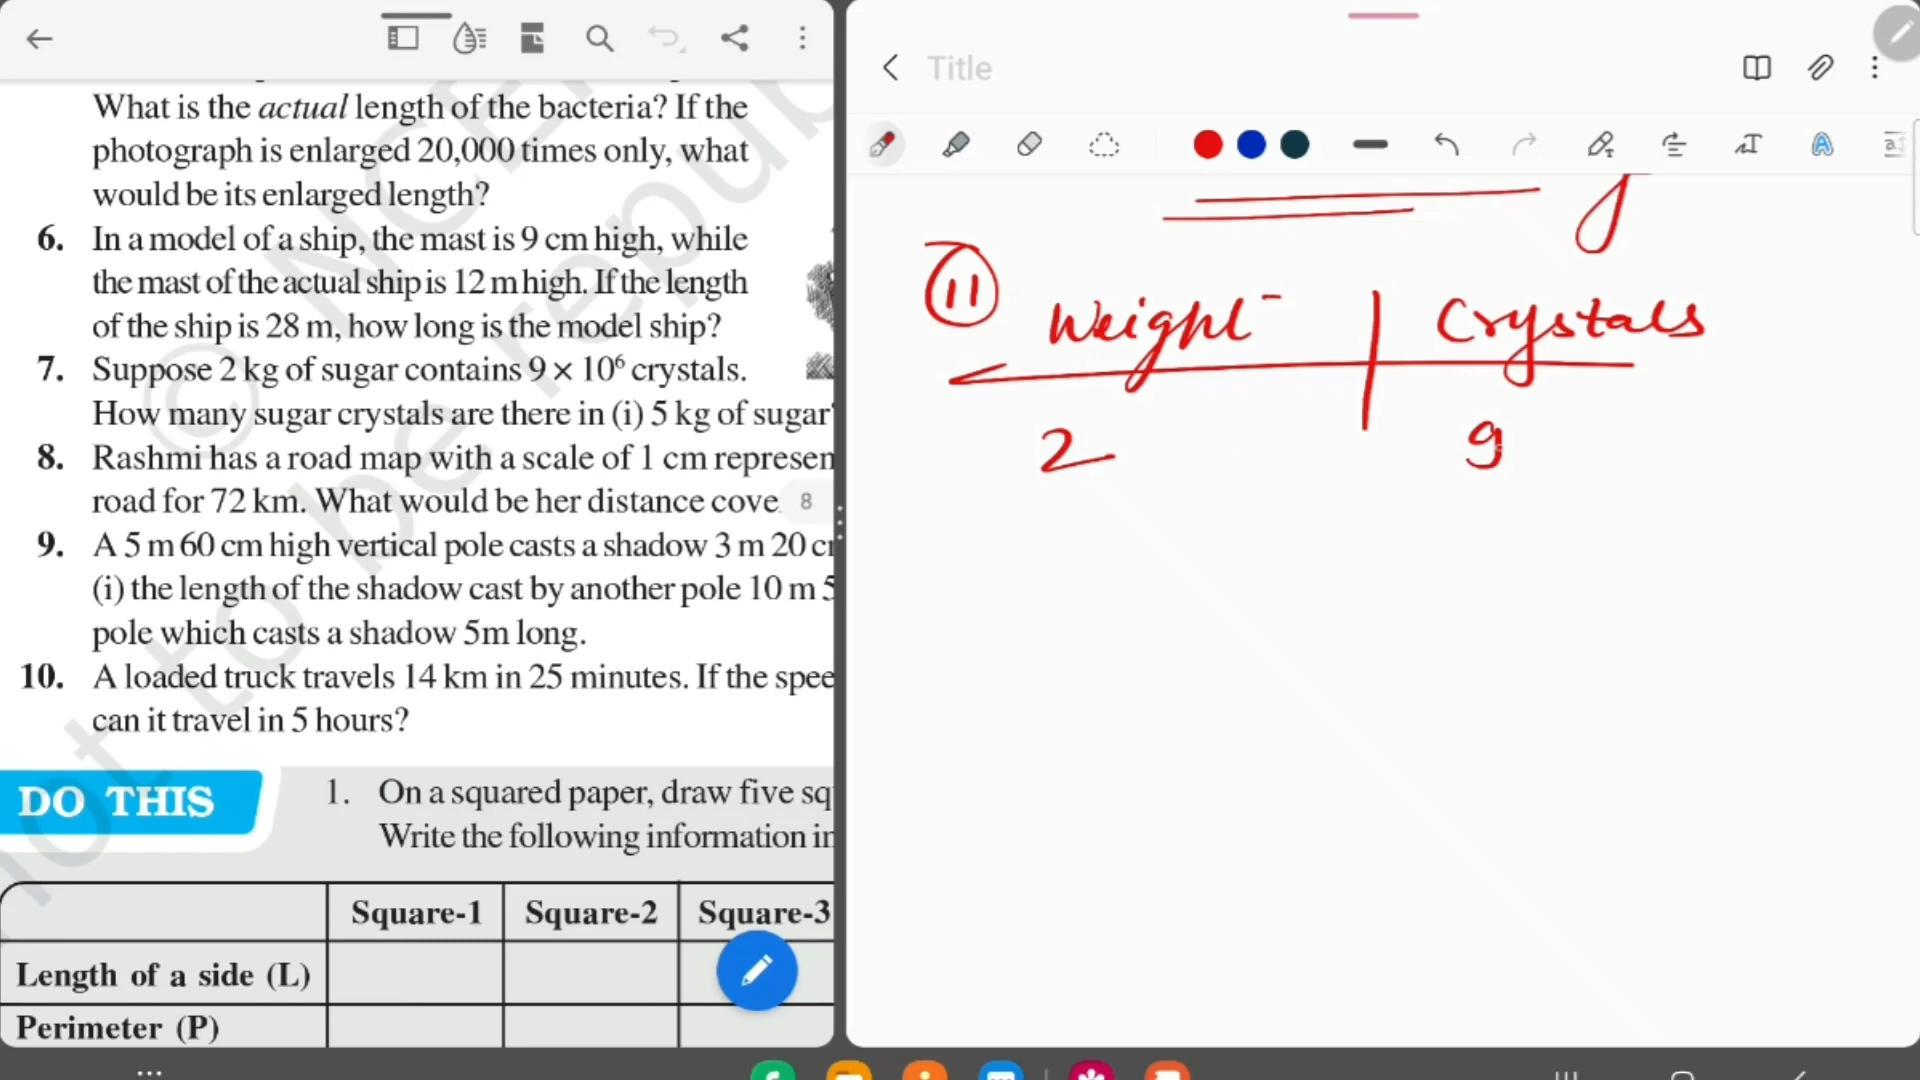 Title
What is the actual length of the bacteria? If the
photograph is enlarged 20,000 times only, what
would be its enlarged length?
6. In a model of a ship, the mast is 9 cm high, while
the mast of the actual ship is 12 m high. If the length
of the ship is 28 m, how long is the model ship?
7. Suppose 2 kg of sugar contains 9 × 10⁶ crystals.
How many sugar crystals are there in (i) 5 kg of sugar
8. Rashmi has a road map with a scale of 1 cm represen
road for 72 km. What would be her distance cove
8
9. A 5 m 60 cm high vertical pole casts a shadow 3 m 20 c
(i) the length of the shadow cast by another pole 10 m 5
pole which casts a shadow 5m long.
10. A loaded truck travels 14 km in 25 minutes. If the spee
can it travel in 5 hours?
DO THIS
1. On a squared paper, draw five sq
Write the following information in
Square-1 Square-2 Square-3
Length of a side (L)
Perimeter (P)
11 Weight Crystals
2 9